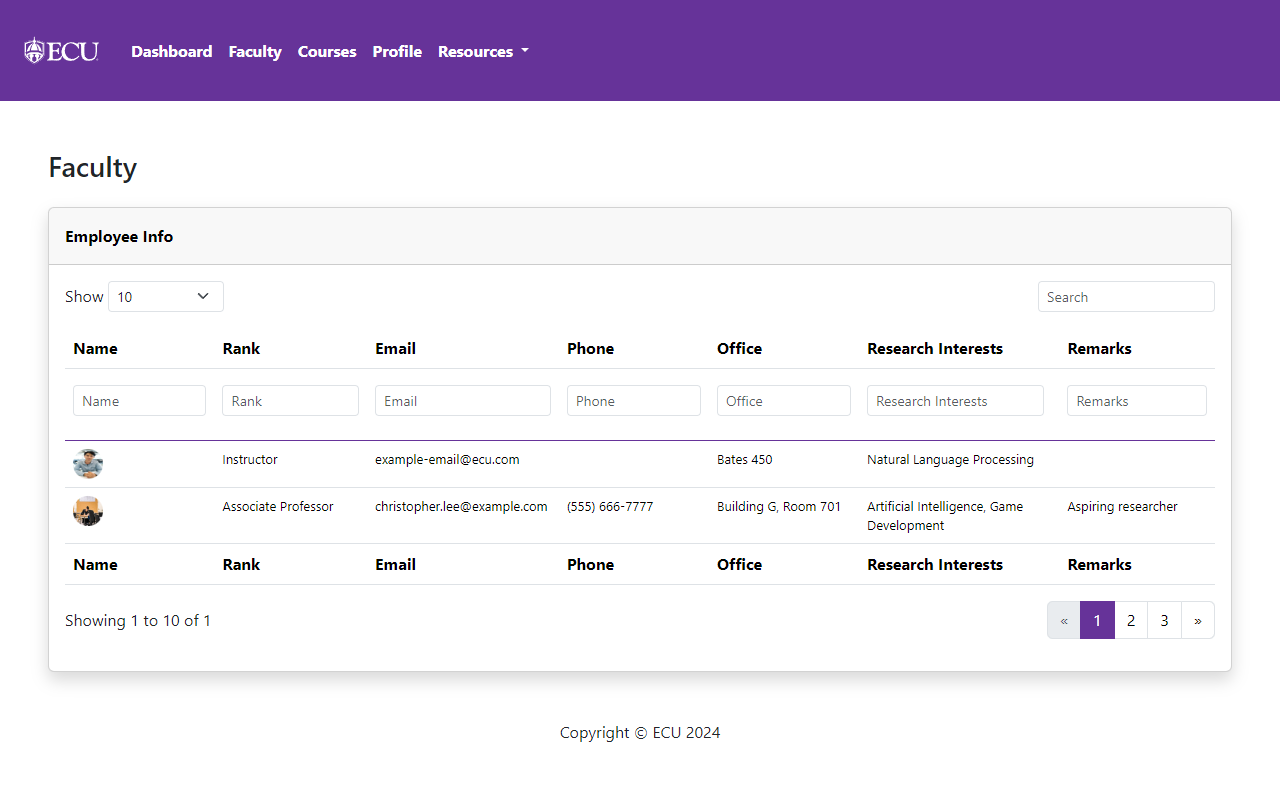 ECU Dashboard Faculty Courses Profile Resources
Faculty
Employee Info
Show 10 Search
Name Rank Email Phone Office Research Interests Remarks
Name Rank Email Phone Office Research Interests Remarks
Instructor example-email@ecu.com Bates 450 Natural Language Processing
Associate Professor christopher.lee@example.com (555) 666-7777 Building G, Room 701 Artificial Intelligence, Game Aspiring researcher
Development
Name Rank Email Phone Office Research Interests Remarks
Showing 1 to 10 of 1 « 1 2 3 »
Copyright © ECU 2024